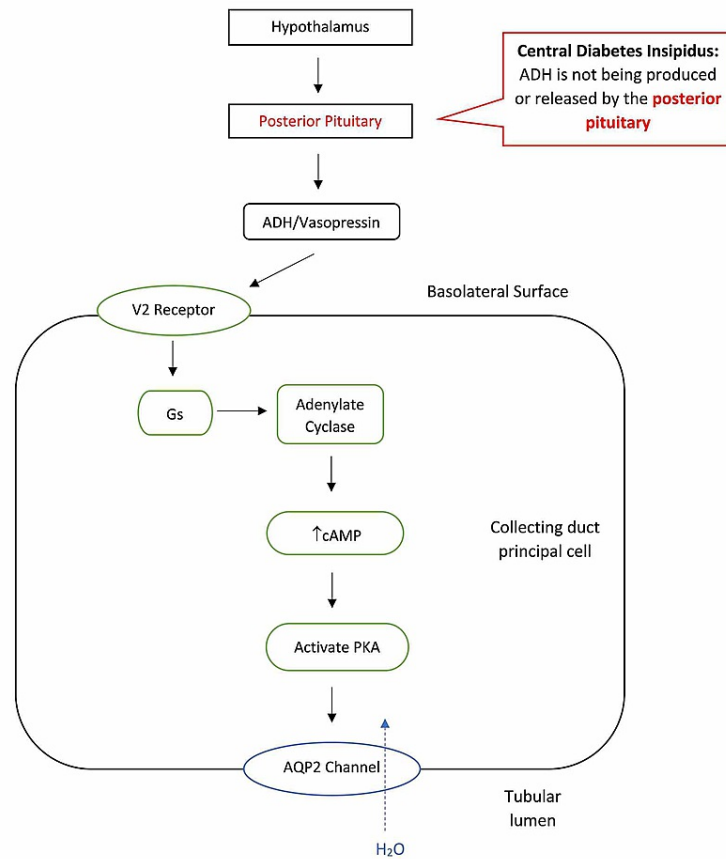 Hypothalamus
Central Diabetes Insipidus:
ADH is not being produced
or released by the posterior
pituitary
Posterior Pituitary
ADH/Vasopressin
Basolateral Surface
V2 Receptor
Gs
Adenylate
Cyclase
↑cAMP
Collecting duct
principal cell
Activate PKA
AQP2 Channel
Tubular
lumen
H₂O